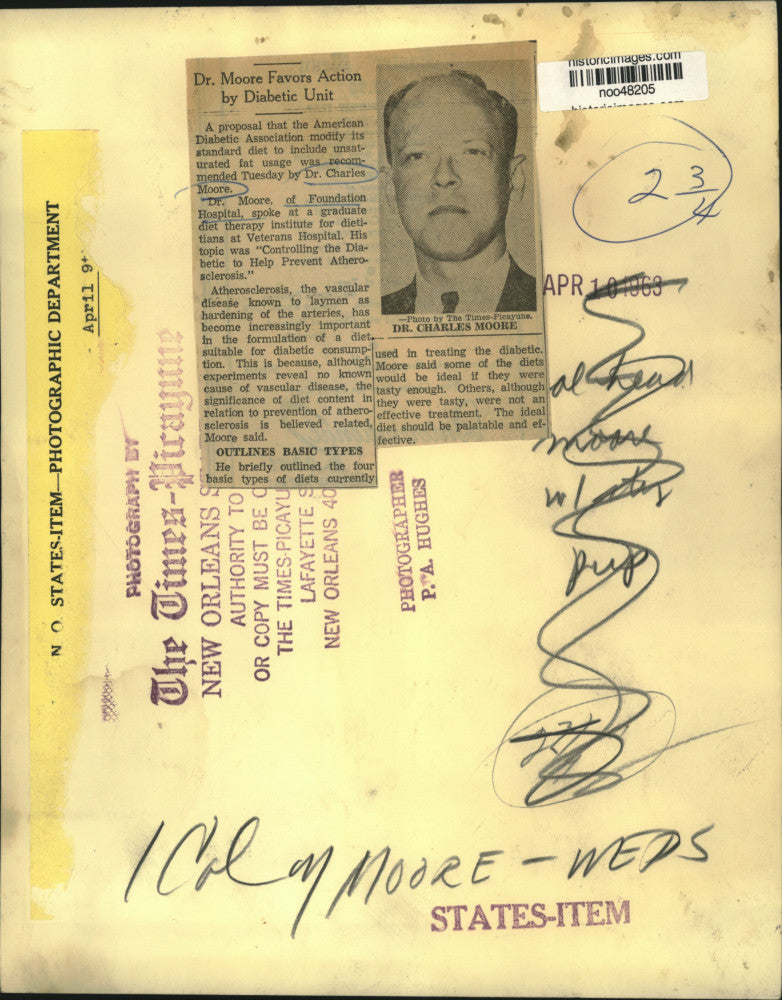 historicimages.com
noo48205
Dr. Moore Favors Action
by Diabetic Unit
A proposal that the American
Diabetic Association modify its
standard diet to include unsat-
urated fat usage was recom-
mended Tuesday by Dr. Charles
Moore.
Dr. Moore, of Foundation
Hospital, spoke at a graduate
diet therapy institute for dieti-
tians at Veterans Hospital. His
topic was “Controlling the Dia-
betic to Help Prevent Athero-
sclerosis.”
Atherosclerosis, the vascular
disease known to laymen as
hardening of the arteries, has
become increasingly important
in the formulation of a diet
suitable for diabetic consump-
tion. This is because, although
experiments reveal no known
cause of vascular disease, the
significance of diet content in
relation to prevention of athero-
sclerosis is believed related,
Moore said.
OUTLINES BASIC TYPES
He briefly outlined the four
basic types of diets currently
—Photo by The Times-Picayune.
DR. CHARLES MOORE
used in treating the diabetic.
Moore said some of the diets
would be ideal if they were
tasty enough. Others, although
they were tasty, were not an
effective treatment. The ideal
diet should be palatable and ef-
fective.
2 3/4
APR 10 1963
head
moore
N. O. STATES-ITEM—PHOTOGRAPHIC DEPARTMENT
April 9
PHOTOGRAPH BY
The Times-Picayune
NEW ORLEANS S
AUTHORITY TO
OR COPY MUST BE O
THE TIMES-PICAYU
LAFAYETTE S
NEW ORLEANS 40
PHOTOGRAPHER
P. A. HUGHES
1 Col MOORE — WEDS
STATES-ITEM